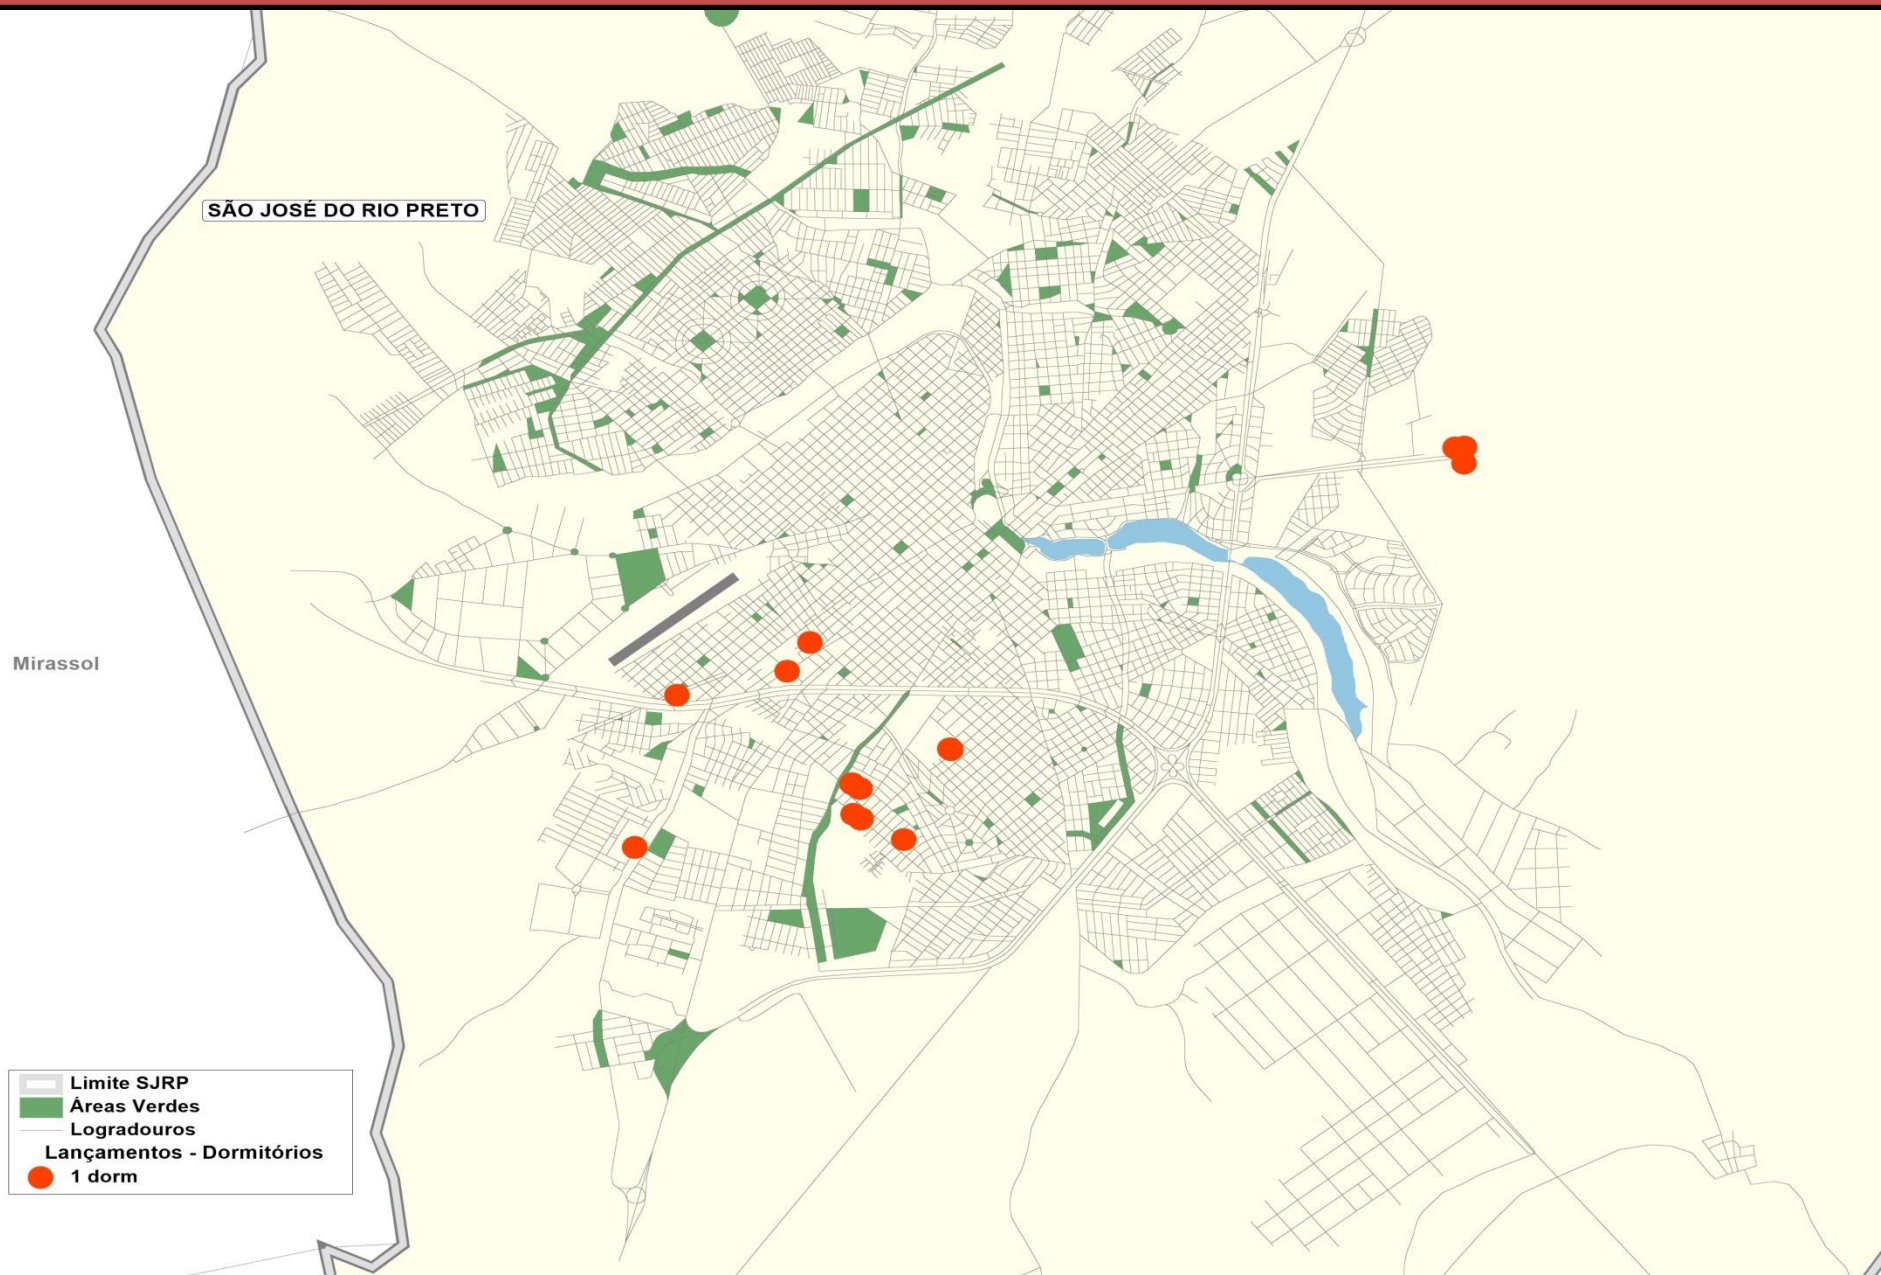 SÃO JOSÉ DO RIO PRETO
Mirassol
Limite SJRP
Áreas Verdes
Logradouros
Lançamentos - Dormitórios
1 dorm